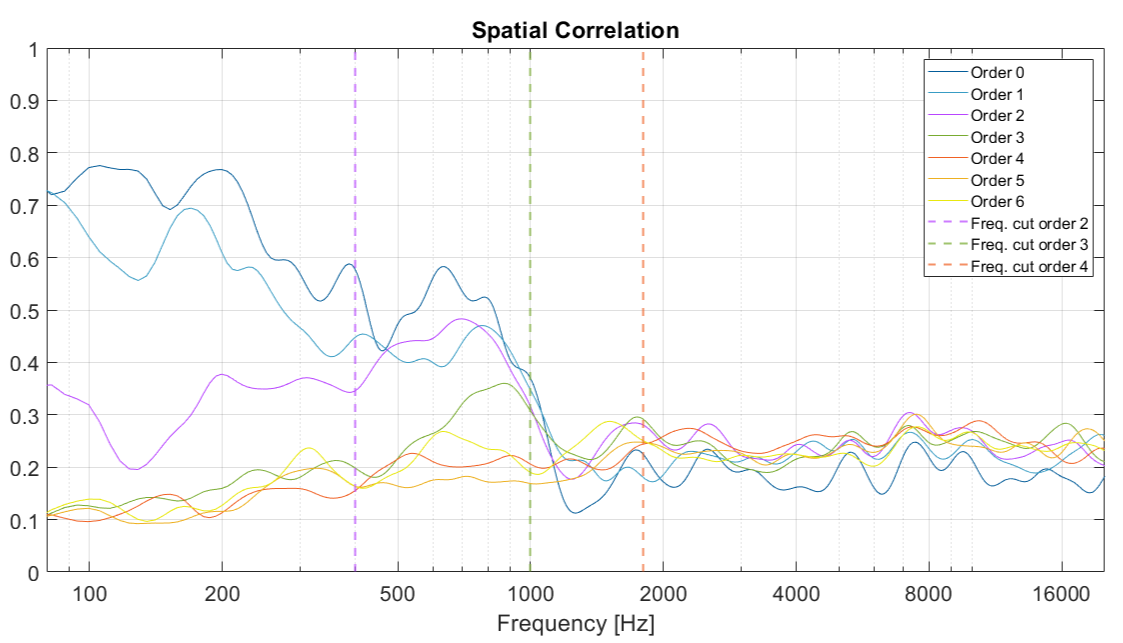 Spatial Correlation
1
0.9
0.8
0.7
0.6
0.5
0.4
0.3
0.2
0.1
0
Order 0
Order 1
Order 2
Order 3
Order 4
Order 5
Order 6
Freq. cut order 2
Freq. cut order 3
Freq. cut order 4
100 200 500 1000 2000 4000 8000 16000
Frequency [Hz]